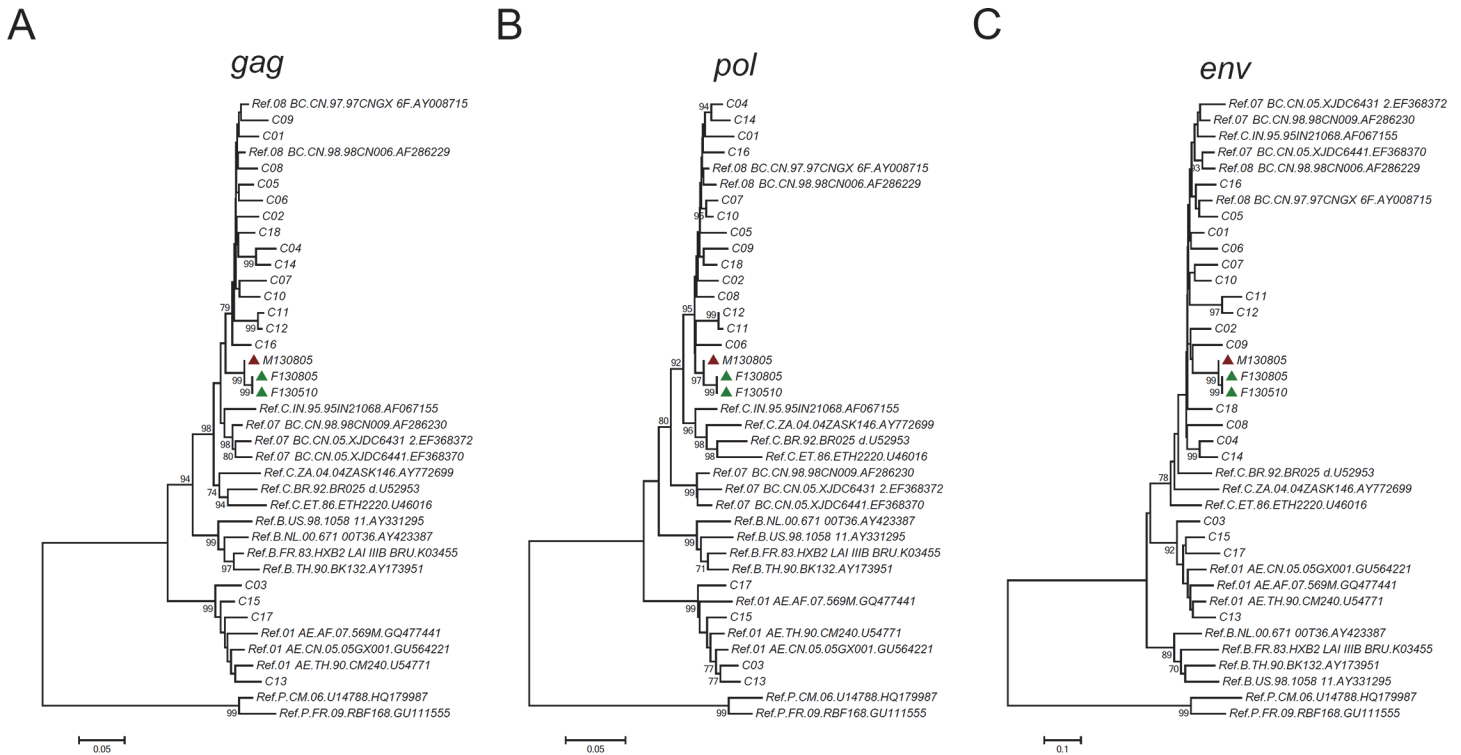 A
gag
Ref.08 BC.CN.97.97CNGX 6F.AY008715
C09
C01
Ref.08 BC.CN.98.98CN006.AF286229
C08
C05
C06
C02
C18
C04
99
C14
C07
C10
79
C11
99
C12
C16
M130805
99
F130805
99
F130510
Ref.C.IN.95.95IN21068.AF067155
Ref.07 BC.CN.98.98CN009.AF286230
98
98
Ref.07 BC.CN.05.XJDC6431 2.EF368372
80
Ref.07 BC.CN.05.XJDC6441.EF368370
Ref.C.ZA.04.04ZASK146.AY772699
94
74
Ref.C.BR.92.BR025 d.U52953
94
Ref.C.ET.86.ETH2220.U46016
Ref.B.US.98.1058 11.AY331295
99
Ref.B.NL.00.671 00T36.AY423387
Ref.B.FR.83.HXB2 LAI IIIB BRU.K03455
97
Ref.B.TH.90.BK132.AY173951
C03
99
C15
C17
Ref.01 AE.AF.07.569M.GQ477441
Ref.01 AE.CN.05.05GX001.GU564221
Ref.01 AE.TH.90.CM240.U54771
C13
Ref.P.CM.06.U14788.HQ179987
99
Ref.P.FR.09.RBF168.GU111555
0.05
B
pol
94
C04
C14
C01
C16
Ref.08 BC.CN.97.97CNGX 6F.AY008715
Ref.08 BC.CN.98.98CN006.AF286229
C07
95
C10
C05
C09
C18
C02
C08
95
99
C12
C11
C06
92
M130805
97
F130805
99
F130510
Ref.C.IN.95.95IN21068.AF067155
80
96
Ref.C.ZA.04.04ZASK146.AY772699
98
Ref.C.BR.92.BR025 d.U52953
98
Ref.C.ET.86.ETH2220.U46016
Ref.07 BC.CN.98.98CN009.AF286230
99
Ref.07 BC.CN.05.XJDC6431 2.EF368372
Ref.07 BC.CN.05.XJDC6441.EF368370
Ref.B.NL.00.671 00T36.AY423387
99
Ref.B.US.98.1058 11.AY331295
Ref.B.FR.83.HXB2 LAI IIIB BRU.K03455
71
Ref.B.TH.90.BK132.AY173951
C17
99
Ref.01 AE.AF.07.569M.GQ477441
C15
Ref.01 AE.TH.90.CM240.U54771
Ref.01 AE.CN.05.05GX001.GU564221
77
C03
77
C13
Ref.P.CM.06.U14788.HQ179987
99
Ref.P.FR.09.RBF168.GU111555
0.05
C
env
Ref.07 BC.CN.05.XJDC6431 2.EF368372
Ref.07 BC.CN.98.98CN009.AF286230
Ref.C.IN.95.95IN21068.AF067155
Ref.07 BC.CN.05.XJDC6441.EF368370
93
Ref.08 BC.CN.98.98CN006.AF286229
C16
Ref.08 BC.CN.97.97CNGX 6F.AY008715
C05
C01
C06
C07
C10
C11
97
C12
C02
C09
M130805
99
F130805
99
F130510
C18
C08
C04
99
C14
Ref.C.BR.92.BR025 d.U52953
78
Ref.C.ZA.04.04ZASK146.AY772699
Ref.C.ET.86.ETH2220.U46016
C03
C15
92
C17
Ref.01 AE.CN.05.05GX001.GU564221
Ref.01 AE.AF.07.569M.GQ477441
Ref.01 AE.TH.90.CM240.U54771
C13
Ref.B.NL.00.671 00T36.AY423387
89
Ref.B.FR.83.HXB2 LAI IIIB BRU.K03455
70
Ref.B.TH.90.BK132.AY173951
Ref.B.US.98.1058 11.AY331295
Ref.P.CM.06.U14788.HQ179987
99
Ref.P.FR.09.RBF168.GU111555
0.1